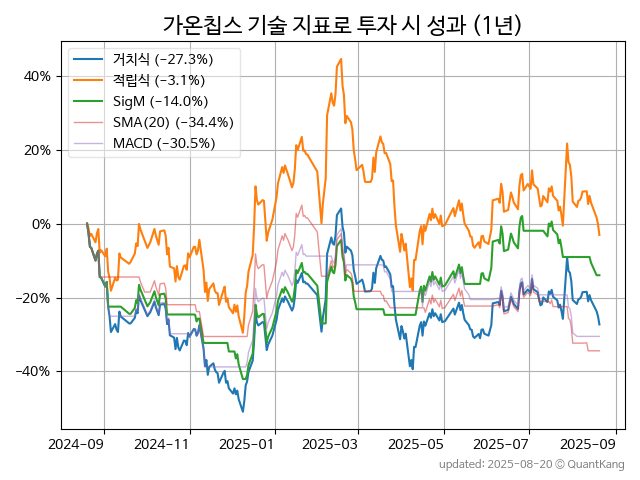 가온칩스 기술 지표로 투자 시 성과 (1년)
거치식 (−27.3%)
적립식 (−3.1%)
SigM (−14.0%)
SMA(20) (−34.4%)
MACD (−30.5%)
40%
20%
0%
−20%
−40%
2024-09 2024-11 2025-01 2025-03 2025-05 2025-07 2025-09
updated: 2025-08-20 © QuantKang